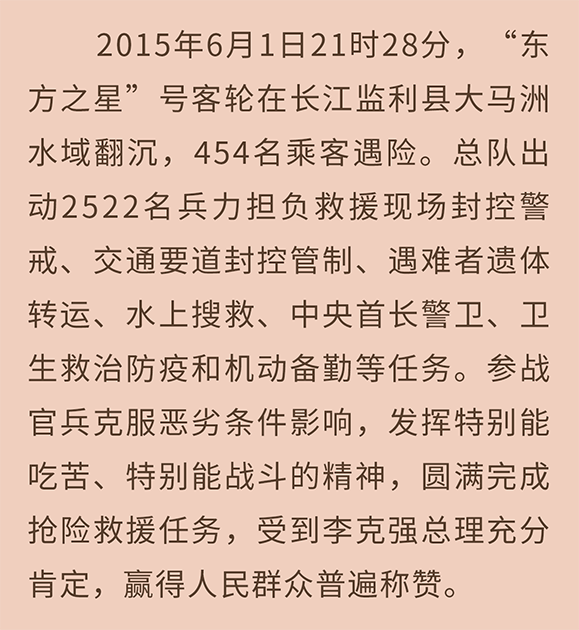 2015年6月1日21时28分，“东
方之星”号客轮在长江监利县大马洲
水域翻沉，454名乘客遇险。总队出
动2522名兵力担负救援现场封控警
戒、交通要道封控管制、遇难者遗体
转运、水上搜救、中央首长警卫、卫
生救治防疫和机动备勤等任务。参战
官兵克服恶劣条件影响，发挥特别能
吃苦、特别能战斗的精神，圆满完成
抢险救援任务，受到李克强总理充分
肯定，赢得人民群众普遍称赞。